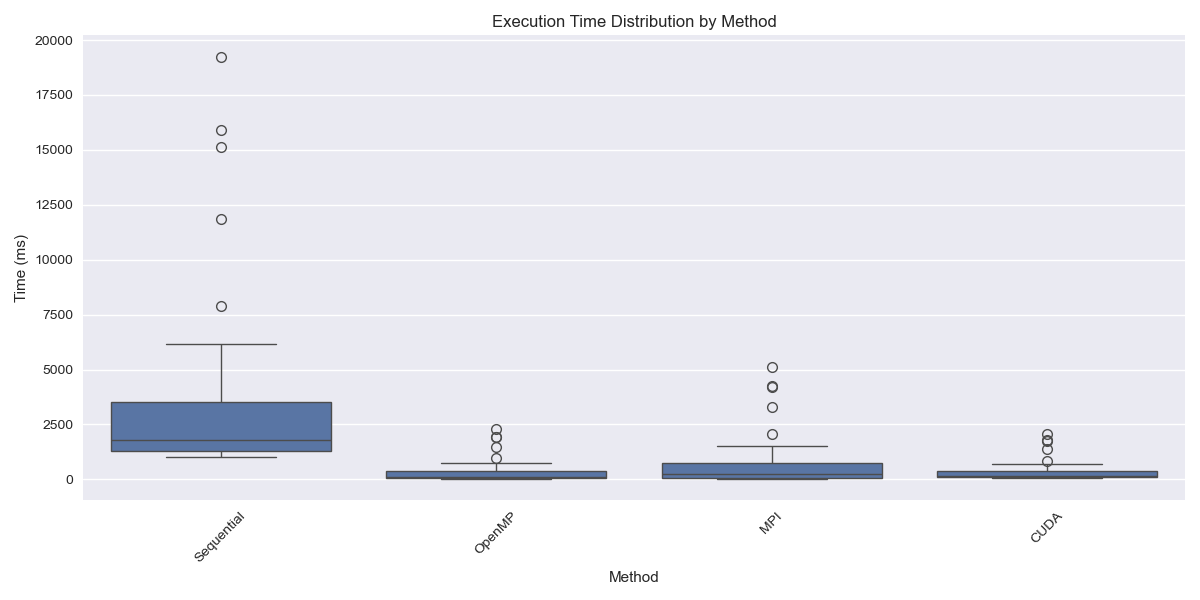 Execution Time Distribution by Method
20000
17500
15000
12500
10000
7500
5000
2500
0
Time (ms)
Sequential
OpenMP
MPI
CUDA
Method